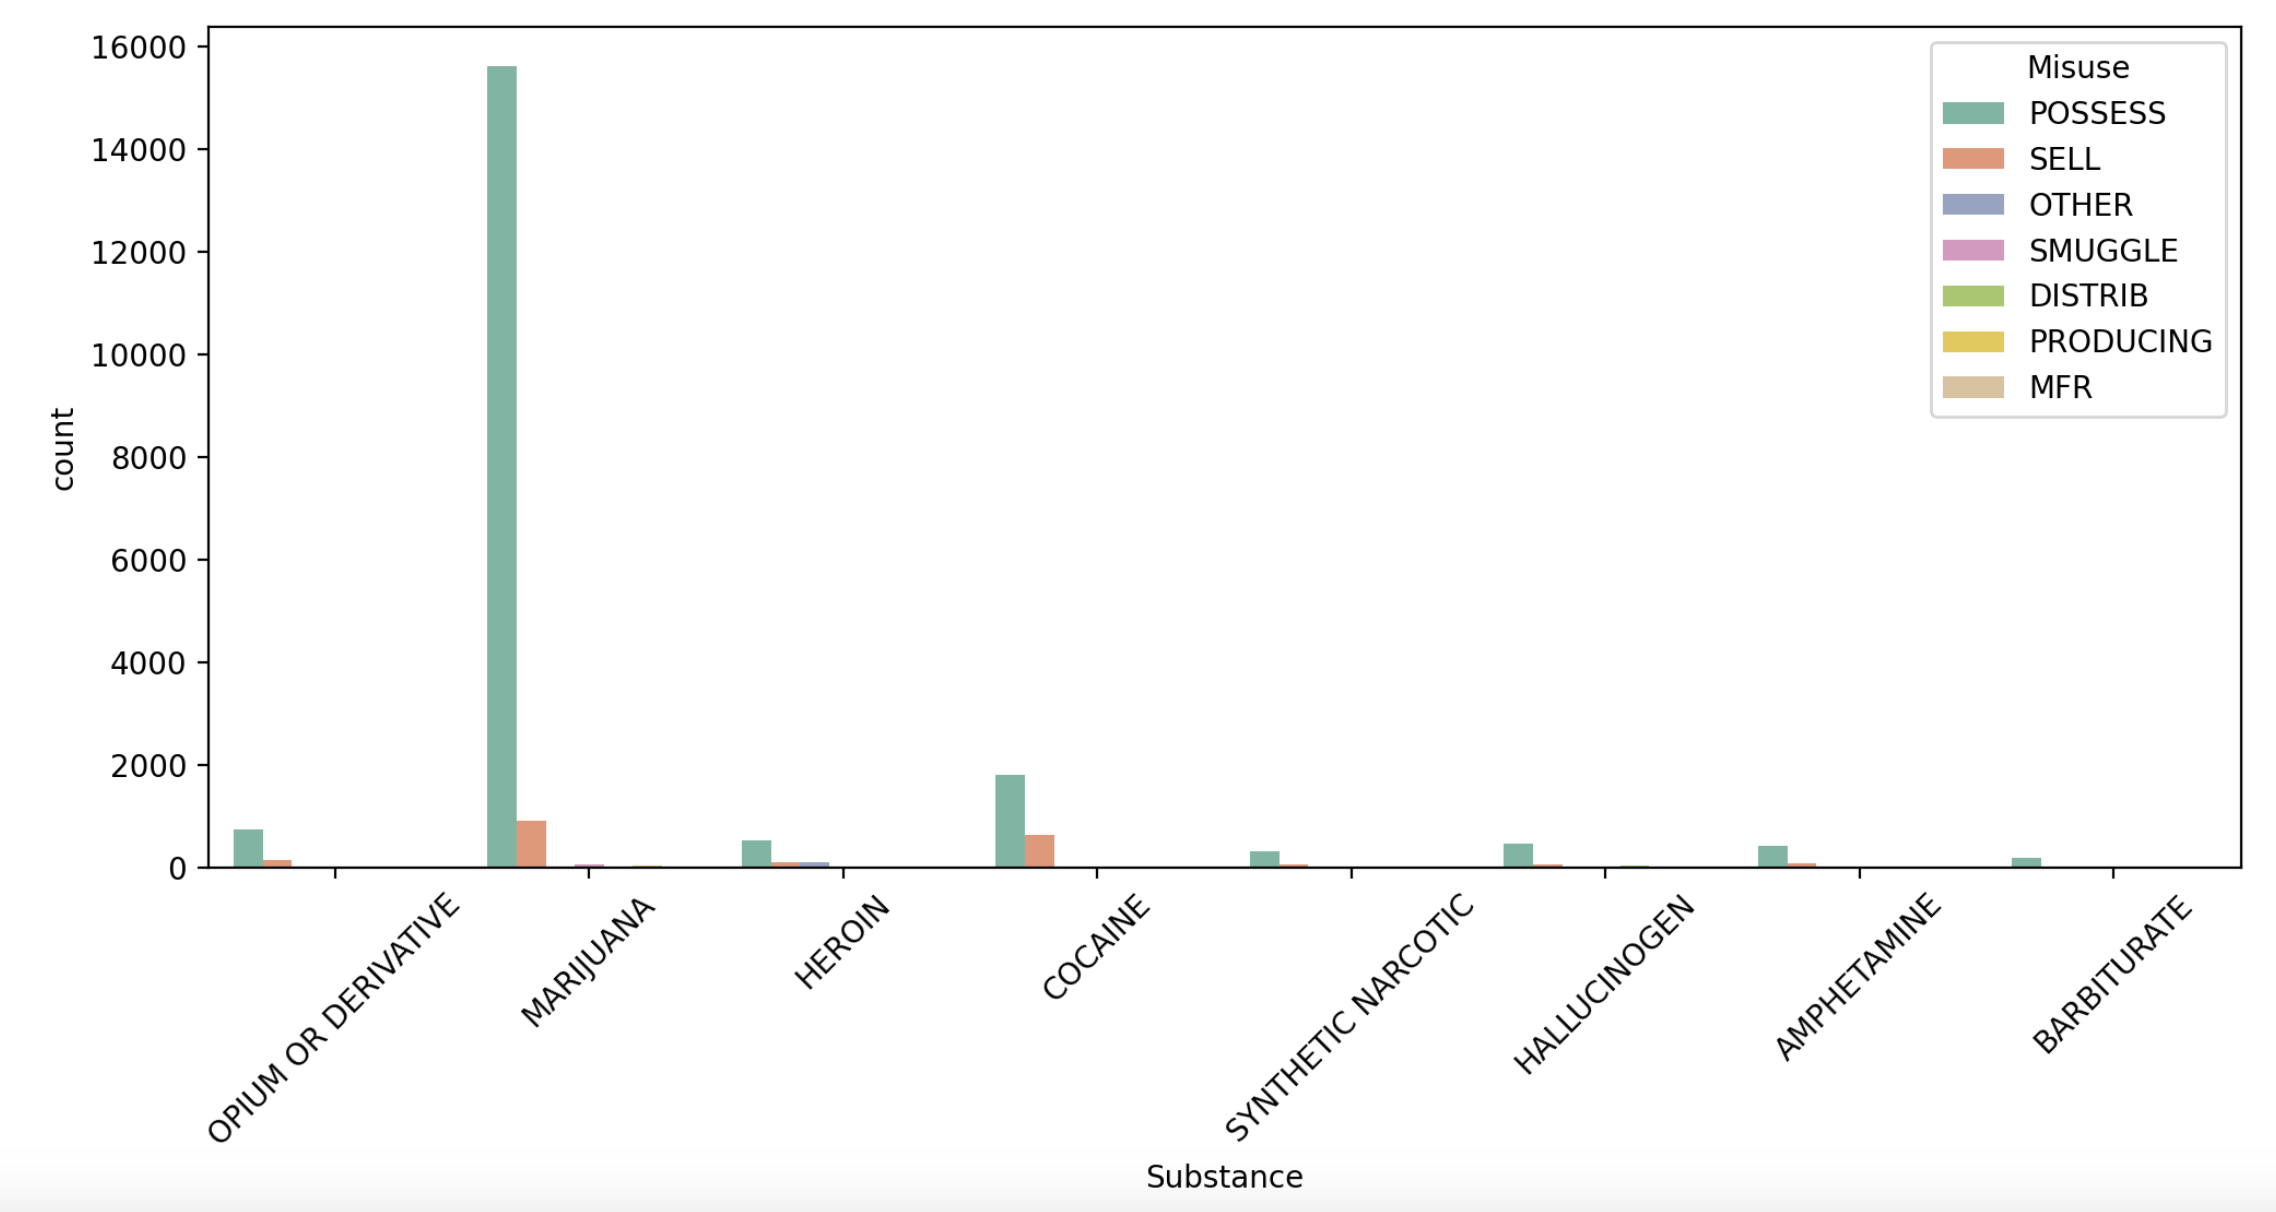 16000
14000
12000
10000
8000
6000
4000
2000
0
count
Misuse
POSSESS
SELL
OTHER
SMUGGLE
DISTRIB
PRODUCING
MFR
OPIUM OR DERIVATIVE
MARIJUANA
HEROIN
COCAINE
SYNTHETIC NARCOTIC
HALLUCINOGEN
AMPHETAMINE
BARBITURATE
Substance